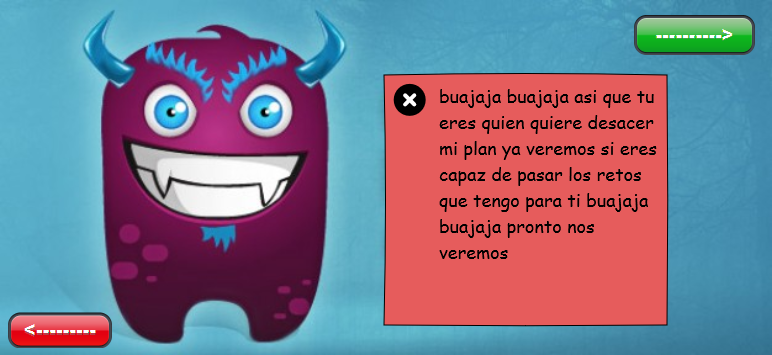 ---------->
buajaja buajaja asi que tu
eres quien quiere desacer
mi plan ya veremos si eres
capaz de pasar los retos
que tengo para ti buajaja
buajaja pronto nos
veremos
<---------